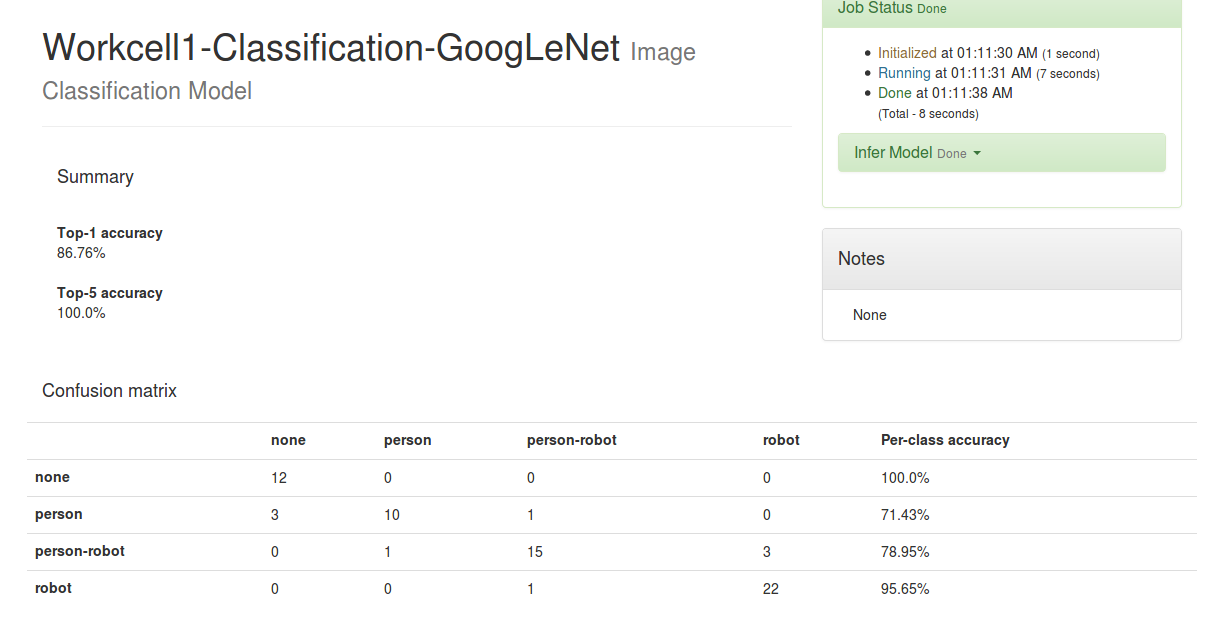 Workcell1-Classification-GoogLeNet Image
Classification Model
Summary
Top-1 accuracy
86.76%
Top-5 accuracy
100.0%
Job Status Done
Initialized at 01:11:30 AM (1 second)
Running at 01:11:31 AM (7 seconds)
Done at 01:11:38 AM
(Total - 8 seconds)
Infer Model Done
Notes
None
Confusion matrix
none person person-robot robot Per-class accuracy
none 12 0 0 0 100.0%
person 3 10 1 0 71.43%
person-robot 0 1 15 3 78.95%
robot 0 0 1 22 95.65%